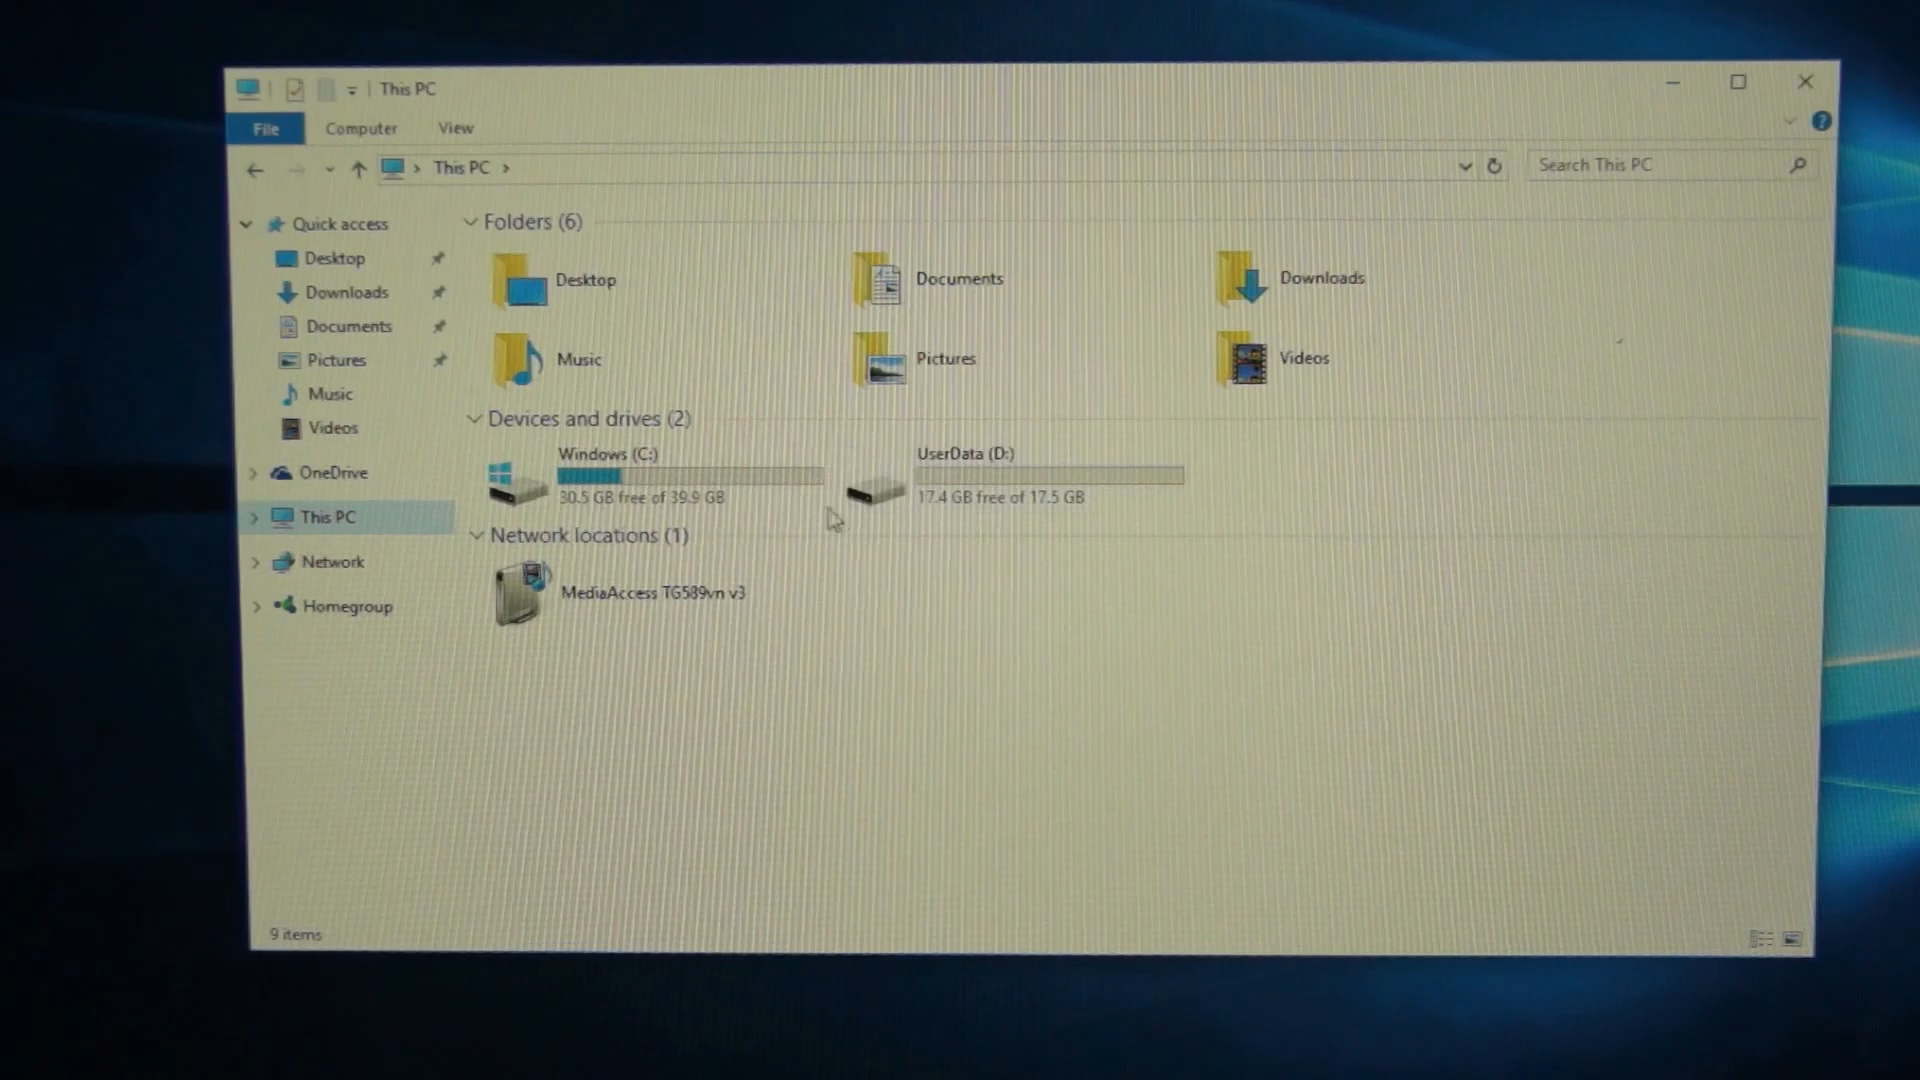 This PC
File Computer View
This PC
Search This PC
Quick access
Desktop
Downloads
Documents
Pictures
Music
Videos
OneDrive
This PC
Network
Homegroup
Folders (6)
Desktop
Documents
Downloads
Music
Pictures
Videos
Devices and drives (2)
Windows (C:)
30.5 GB free of 39.9 GB
UserData (D:)
17.4 GB free of 17.5 GB
Network locations (1)
MediaAccess TG589vn v3
9 items